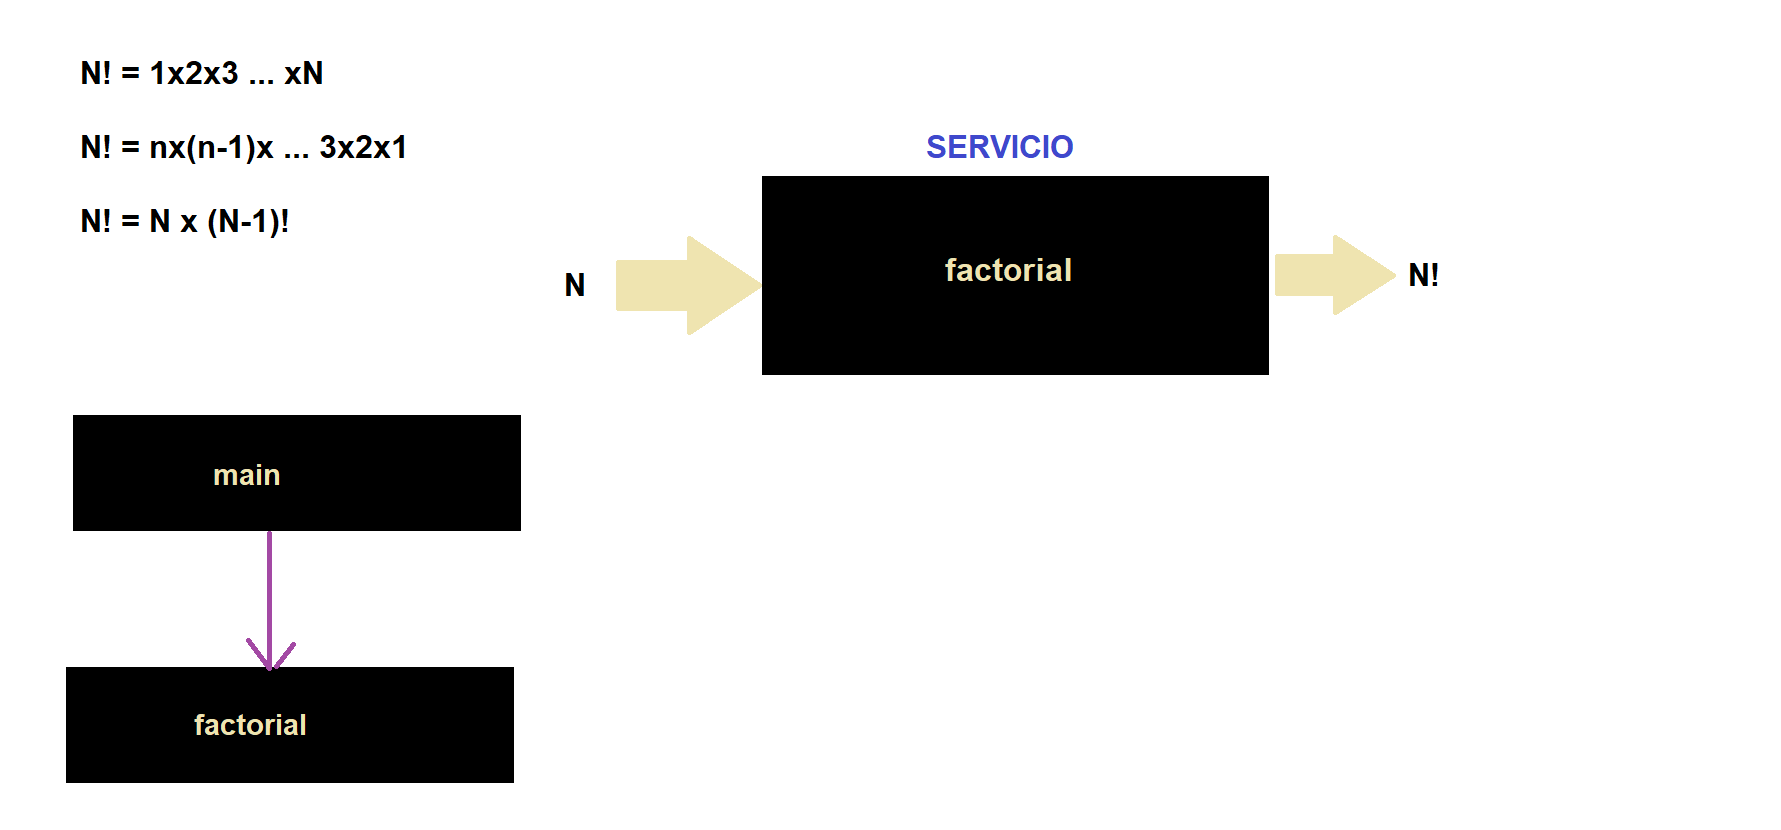 N! = 1x2x3 ... xN
N! = nx(n-1)x ... 3x2x1
N! = N x (N-1)!
SERVICIO
N
factorial
N!
main
factorial